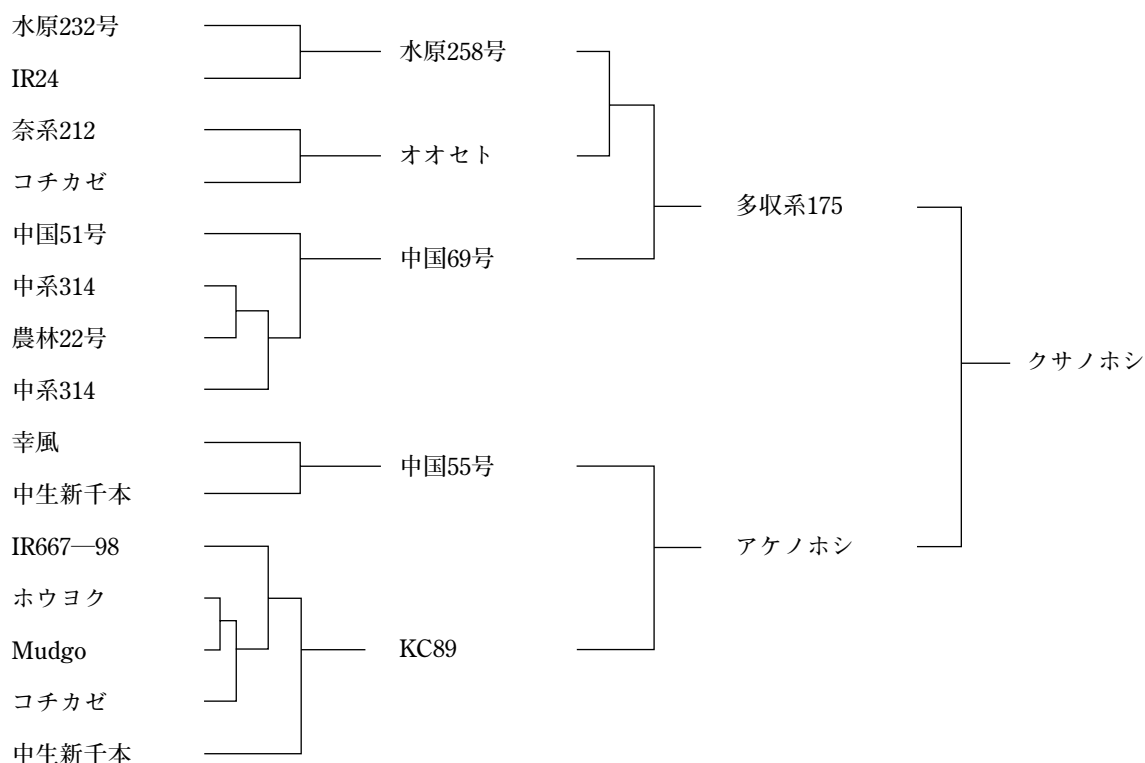 水原232号
IR24
奈系212
コチカゼ
中国51号
中系314
農林22号
中系314
幸風
中生新千本
IR667―98
ホウヨク
Mudgo
コチカゼ
中生新千本
水原258号
オオセト
中国69号
中国55号
KC89
多収系175
アケノホシ
クサノホシ